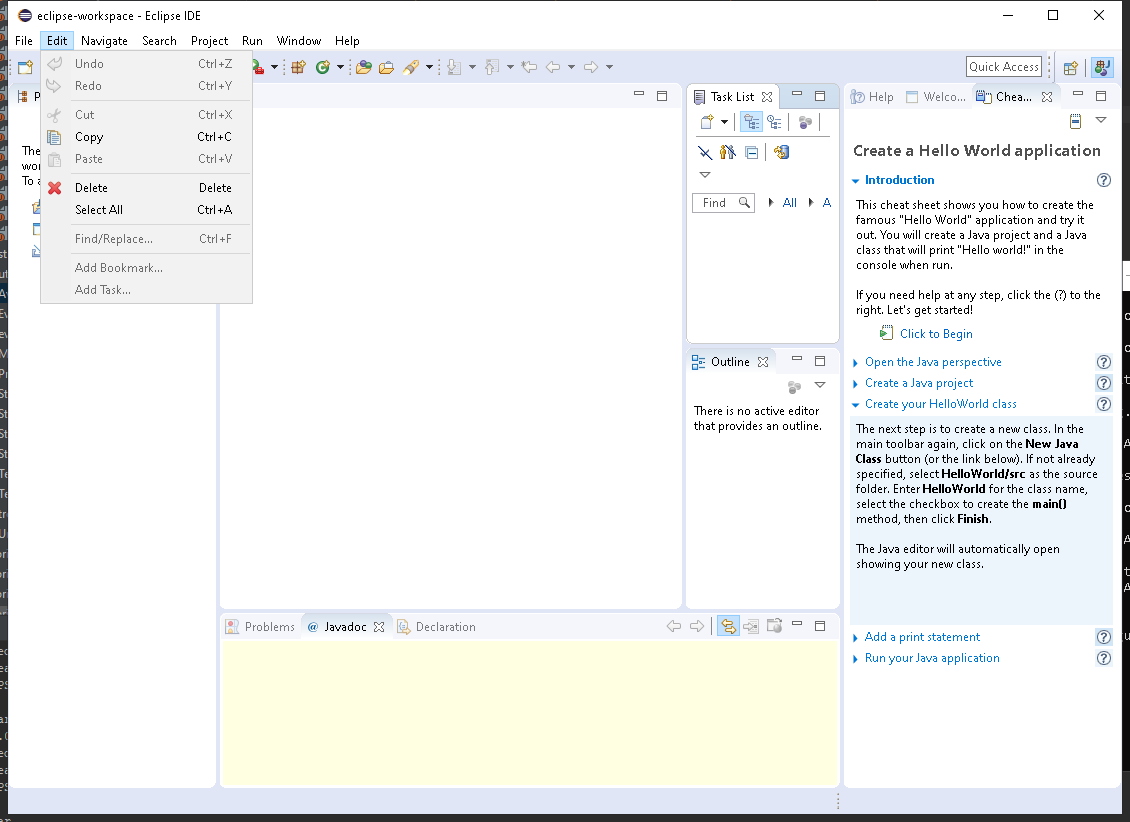 eclipse-workspace - Eclipse IDE
File Edit Navigate Search Project Run Window Help
Quick Access
Undo Ctrl+Z
Redo Ctrl+Y
Cut Ctrl+X
Copy Ctrl+C
Paste Ctrl+V
Delete Delete
Select All Ctrl+A
Find/Replace... Ctrl+F
Add Bookmark...
Add Task...
P
The
wor
To a
Task List
Find All A
Outline
There is no active editor
that provides an outline.
Problems @ Javadoc Declaration
Help Welco... Chea...
Create a Hello World application
Introduction
This cheat sheet shows you how to create the
famous "Hello World" application and try it
out. You will create a Java project and a Java
class that will print "Hello world!" in the
console when run.
If you need help at any step, click the (?) to the
right. Let's get started!
Click to Begin
Open the Java perspective
Create a Java project
Create your HelloWorld class
The next step is to create a new class. In the
main toolbar again, click on the New Java
Class button (or the link below). If not already
specified, select HelloWorld/src as the source
folder. Enter HelloWorld for the class name,
select the checkbox to create the main()
method, then click Finish.
The Java editor will automatically open
showing your new class.
Add a print statement
Run your Java application